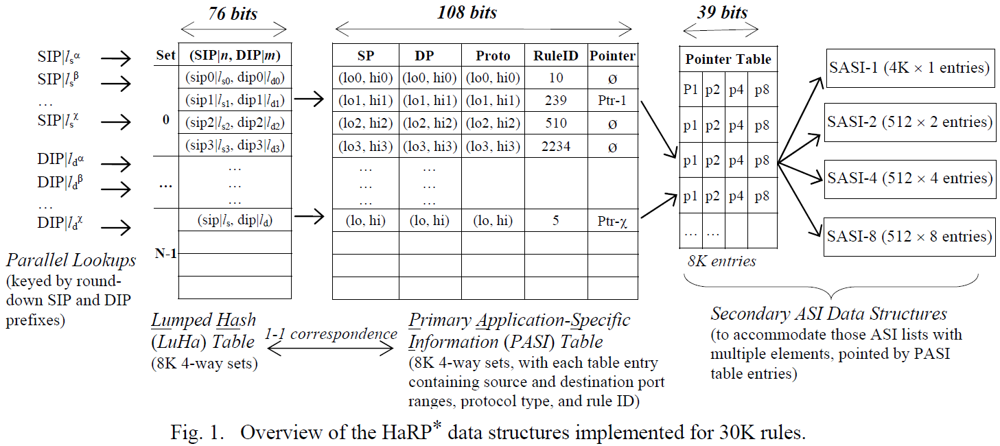 76 bits
108 bits
39 bits
SIP|lsα
SIP|lsβ
…
SIP|lsχ
DIP|ldα
DIP|ldβ
…
DIP|ldχ
Parallel Lookups
(keyed by round-
down SIP and DIP
prefixes)
Set (SIP|n, DIP|m)
0
(sip0|ls0, dip0|ld0)
(sip1|ls1, dip1|ld1)
(sip2|ls2, dip2|ld2)
(sip3|ls3, dip3|ld3)
...
…
…
…
N-1
(sip|ls, dip|ld)
SP DP Proto RuleID Pointer
(lo0, hi0) (lo0, hi0) (lo0, hi0) 10 ø
(lo1, hi1) (lo1, hi1) (lo1, hi1) 239 Ptr-1
(lo2, hi2) (lo2, hi2) (lo2, hi2) 510 ø
(lo3, hi3) (lo3, hi3) (lo3, hi3) 2234 ø
… …
… …
… …
(lo, hi) (lo, hi) (lo, hi) 5 Ptr-χ
Pointer Table
P1 p2 p4 p8
p1 p2 p4 p8
p1 p2 p4 p8
p1 p2 p4 p8
… …
8K entries
SASI-1 (4K × 1 entries)
SASI-2 (512 × 2 entries)
SASI-4 (512 × 4 entries)
SASI-8 (512 × 8 entries)
Lumped Hash
(LuHa) Table
(8K 4-way sets)
1-1 correspondence
Primary Application-Specific
Information (PASI) Table
(8K 4-way sets, with each table entry
containing source and destination port
ranges, protocol type, and rule ID)
Secondary ASI Data Structures
(to accommodate those ASI lists with
multiple elements, pointed by PASI
table entries)
Fig. 1. Overview of the HaRP* data structures implemented for 30K rules.